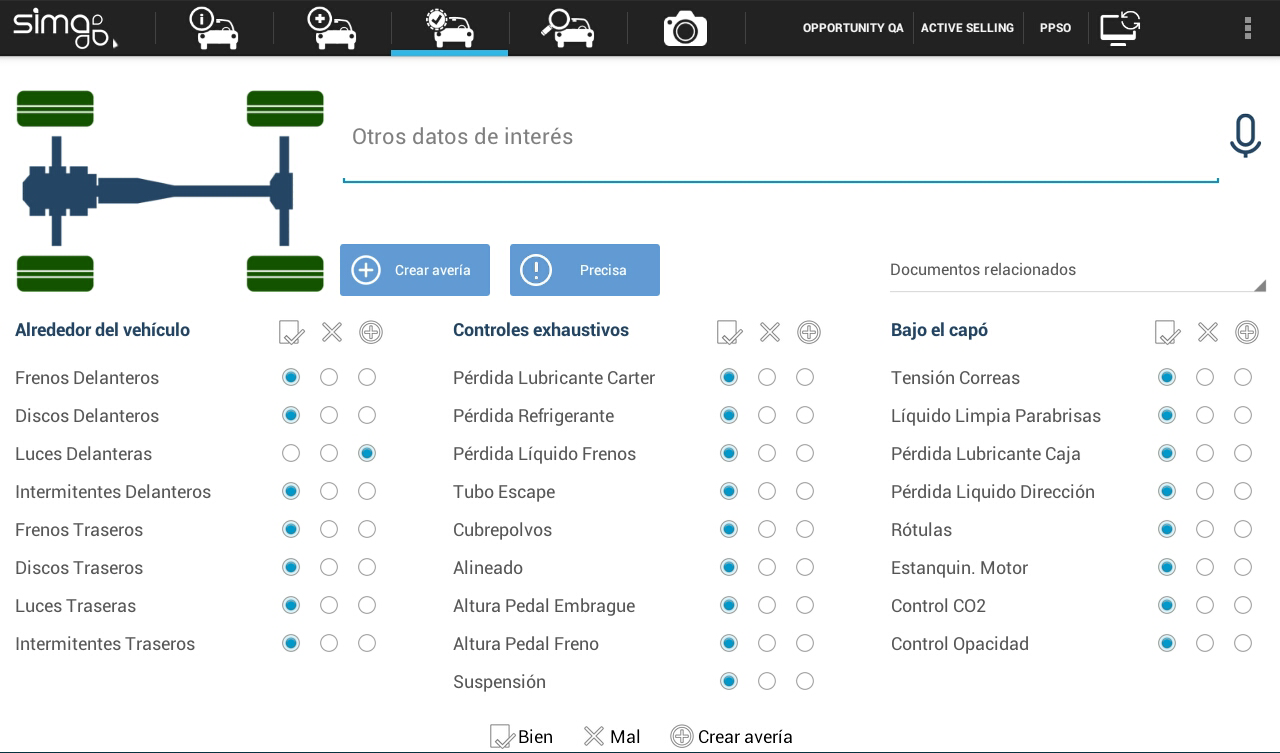 simago
OPPORTUNITY QA
ACTIVE SELLING
PPSO
Otros datos de interés
Crear avería
Precisa
Documentos relacionados
Alrededor del vehículo
Frenos Delanteros
Discos Delanteros
Luces Delanteras
Intermitentes Delanteros
Frenos Traseros
Discos Traseros
Luces Traseras
Intermitentes Traseros
Controles exhaustivos
Pérdida Lubricante Carter
Pérdida Refrigerante
Pérdida Líquido Frenos
Tubo Escape
Cubrepolvos
Alineado
Altura Pedal Embrague
Altura Pedal Freno
Suspensión
Bajo el capó
Tensión Correas
Líquido Limpia Parabrisas
Pérdida Lubricante Caja
Pérdida Liquido Dirección
Rótulas
Estanquin. Motor
Control CO2
Control Opacidad
Bien
Mal
Crear avería